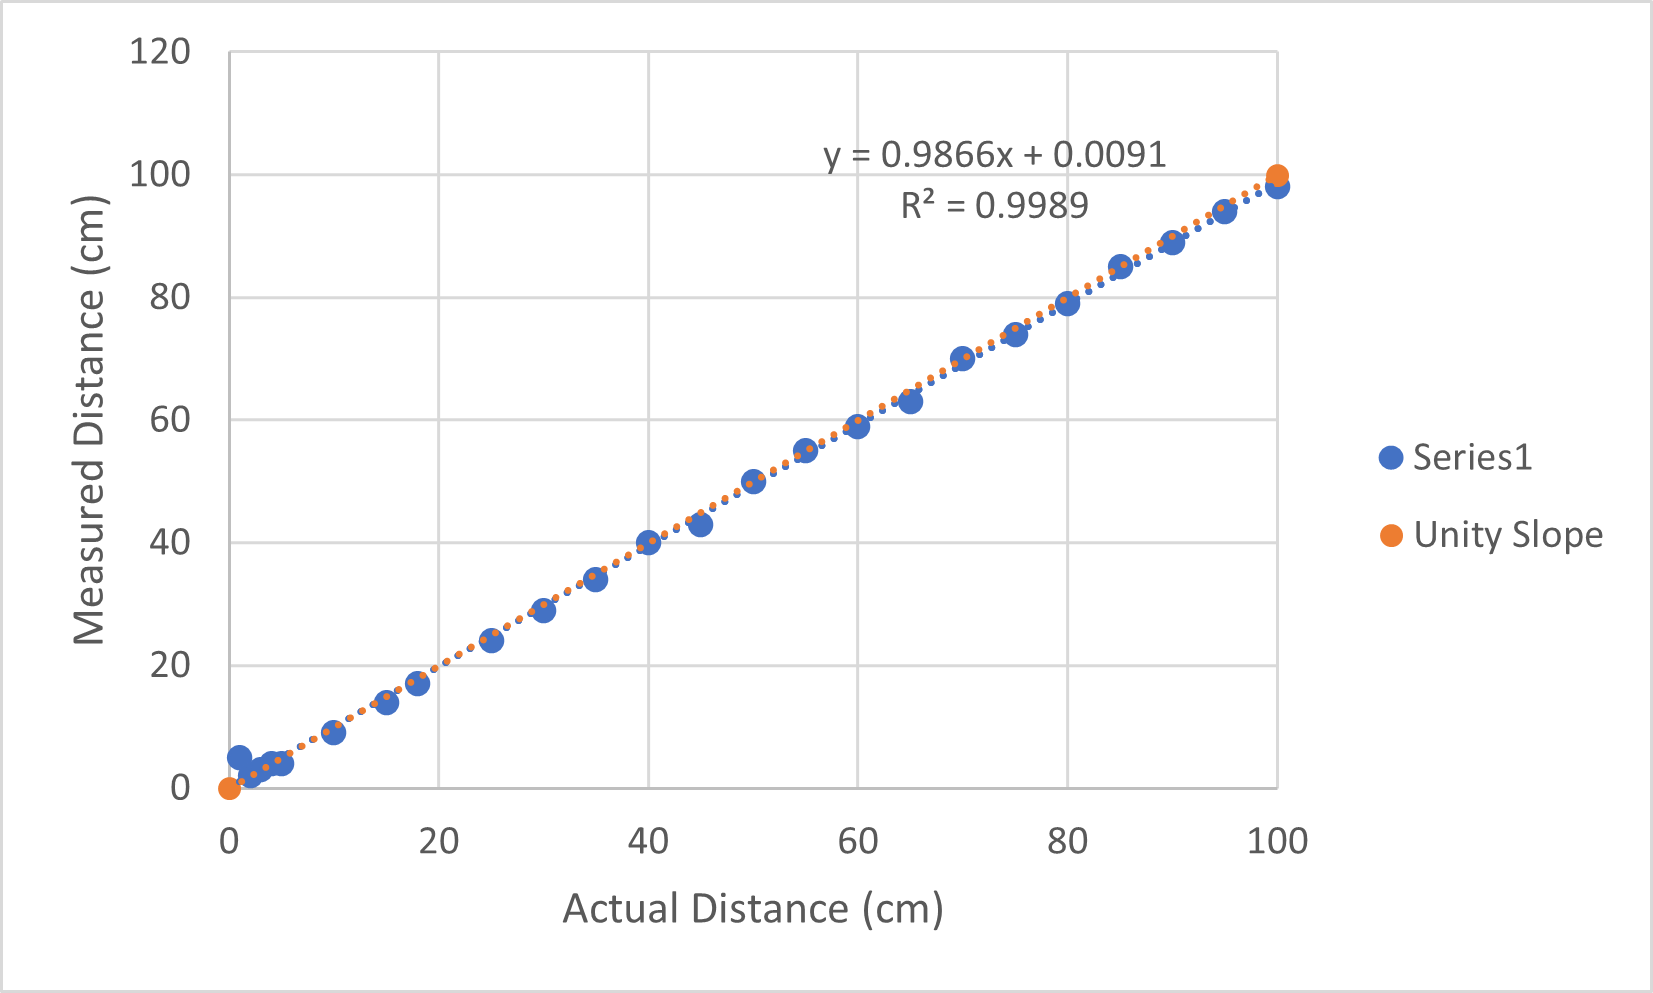 120
100
80
60
40
20
0
Measured Distance (cm)
y = 0.9866x + 0.0091
R² = 0.9989
0 20 40 60 80 100
Actual Distance (cm)
Series1
Unity Slope